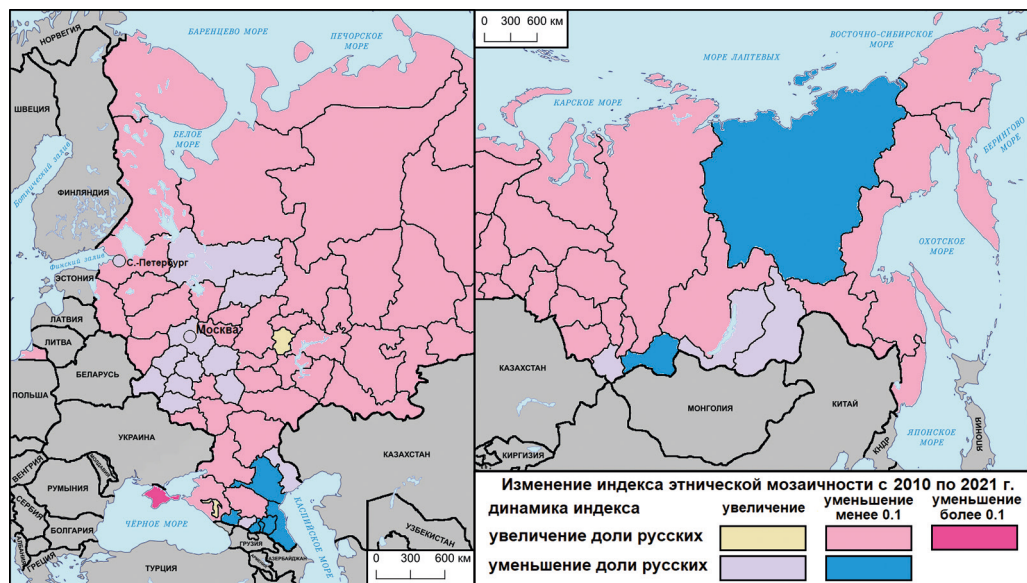 НОРВЕГИЯ
БАРЕНЦЕВО МОРЕ
ПЕЧОРСКОЕ
МОРЕ
ШВЕЦИЯ
БЕЛОЕ
МОРЕ
Ботнический залив
ФИНЛЯНДИЯ
Финский залив
С.-Петербург
ЭСТОНИЯ
ЛАТВИЯ
ЛИТВА
Москва
БЕЛАРУСЬ
ПОЛЬША
УКРАИНА
КАЗАХСТАН
ВЕНГРИЯ
РУМЫНИЯ
СЕРБИЯ
БОЛГАРИЯ
ЧЁРНОЕ МОРЕ
КАСПИЙСКОЕ МОРЕ
УЗБЕКИСТАН
АЛБАНИЯ
ГРЕЦИЯ
ГРУЗИЯ
АЗЕРБАЙДЖАН
ТУРЦИЯ
0 300 600 км
0 300 600 км
ВОСТОЧНО-СИБИРСКОЕ
МОРЕ
МОРЕ ЛАПТЕВЫХ
КАРСКОЕ МОРЕ
БЕРИНГОВО
МОРЕ
ОХОТСКОЕ
МОРЕ
КАЗАХСТАН
МОНГОЛИЯ
КИТАЙ
КИРГИЗИЯ
КНДР
ЯПОНСКОЕ
МОРЕ
ЯПОНИЯ
Изменение индекса этнической мозаичности с 2010 по 2021 г.
динамика индекса
увеличение
уменьшение
менее 0.1
уменьшение
более 0.1
увеличение доли русских
уменьшение доли русских